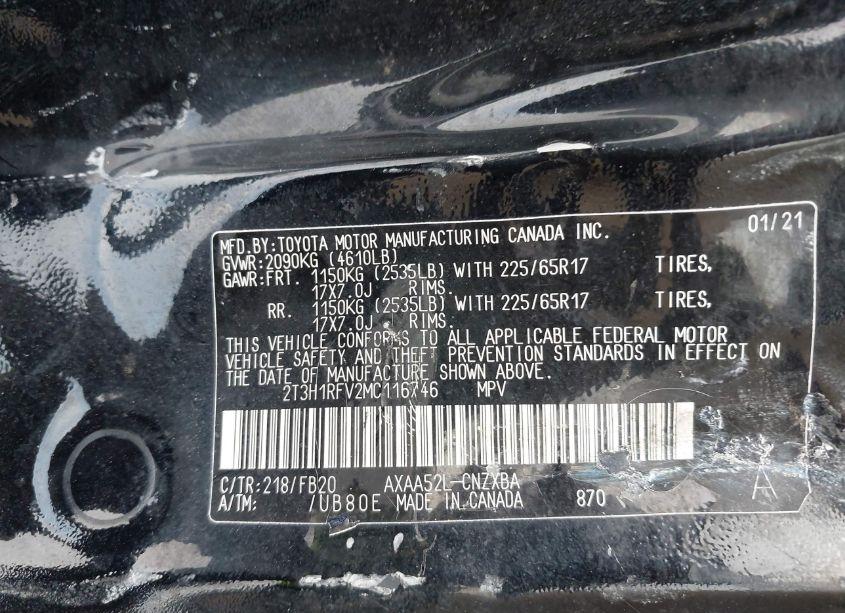 MFD.BY:TOYOTA MOTOR MANUFACTURING CANADA INC. 01/21
GVWR:2090KG (4610LB)
GAWR:FRT. 1150KG (2535LB) WITH 225/65R17 TIRES,
17X7.0J RIMS.
RR. 1150KG (2535LB) WITH 225/65R17 TIRES,
17X7.0J RIMS.
THIS VEHICLE CONFORMS TO ALL APPLICABLE FEDERAL MOTOR
VEHICLE SAFETY AND THEFT PREVENTION STANDARDS IN EFFECT ON
THE DATE OF MANUFACTURE SHOWN ABOVE.
2T3H1RFV2MC116746 MPV
C/TR:218/FB20 AXAA52L-CNZXBA A
A/TM: /UB80E MADE IN CANADA 870